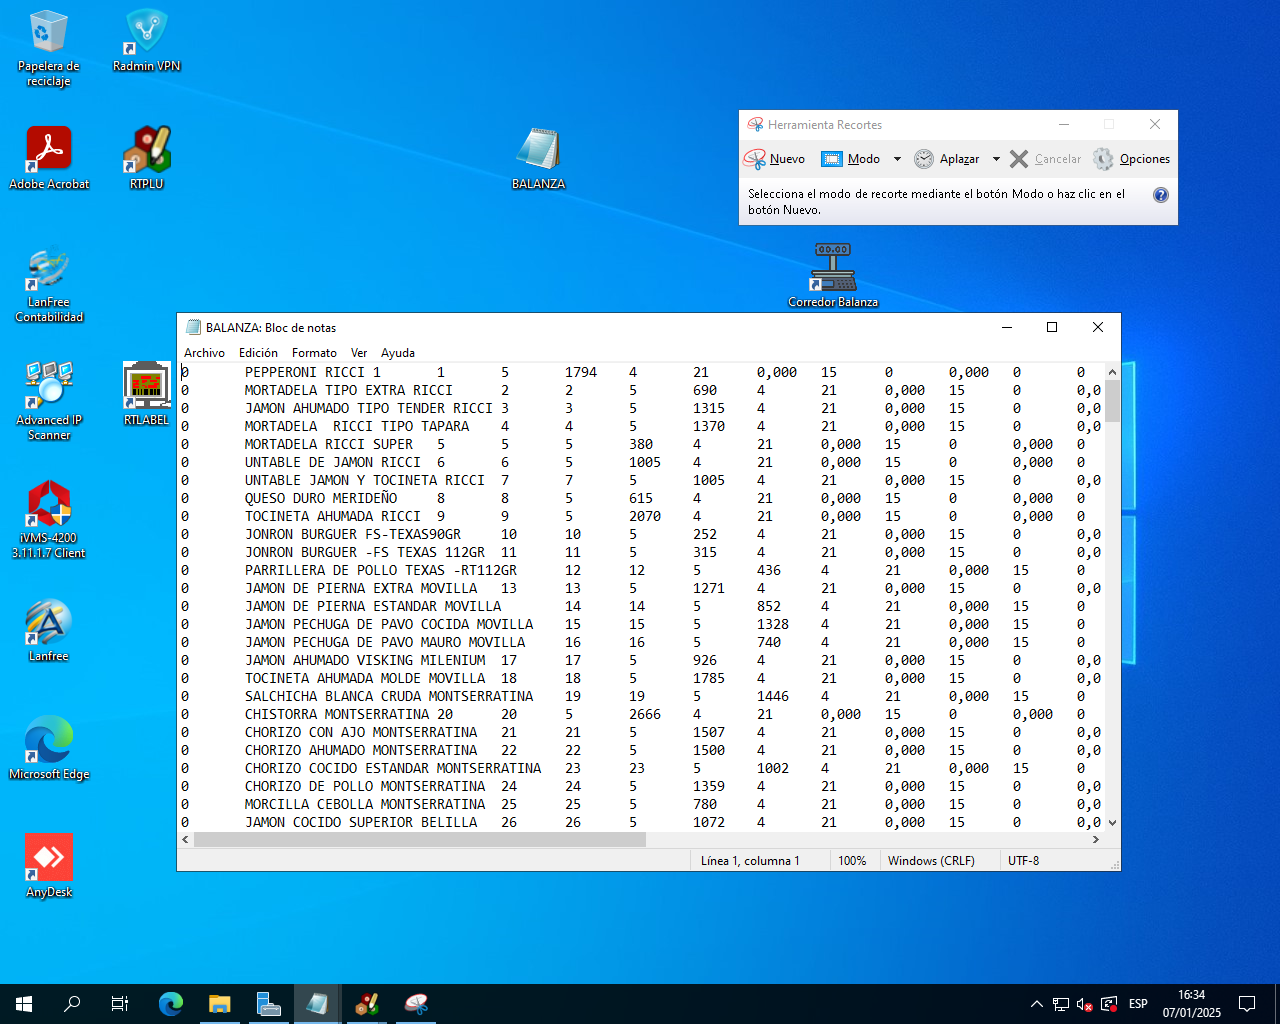 Papelera de
reciclaje
Radmin VPN
Adobe Acrobat
RTPLU
BALANZA
LanFree
Contabilidad
Corredor Balanza
Advanced IP
Scanner
RTLABEL
iVMS-4200
3.11.1.7 Client
Lanfree
Microsoft Edge
AnyDesk
Herramienta Recortes
Nuevo Modo Aplazar Cancelar Opciones
Selecciona el modo de recorte mediante el botón Modo o haz clic en el
botón Nuevo.
00.00
BALANZA: Bloc de notas
Archivo Edición Formato Ver Ayuda
0 PEPPERONI RICCI 1 1 5 1794 4 21 0,000 15 0 0,000 0 0
0 MORTADELA TIPO EXTRA RICCI 2 2 5 690 4 21 0,000 15 0 0,0
0 JAMON AHUMADO TIPO TENDER RICCI 3 3 5 1315 4 21 0,000 15 0 0,0
0 MORTADELA  RICCI TIPO TAPARA 4 4 5 1370 4 21 0,000 15 0 0,0
0 MORTADELA RICCI SUPER 5 5 5 380 4 21 0,000 15 0 0,000 0
0 UNTABLE DE JAMON RICCI 6 6 5 1005 4 21 0,000 15 0 0,000 0
0 UNTABLE JAMON Y TOCINETA RICCI 7 7 5 1005 4 21 0,000 15 0 0,0
0 QUESO DURO MERIDEÑO 8 8 5 615 4 21 0,000 15 0 0,000 0
0 TOCINETA AHUMADA RICCI 9 9 5 2070 4 21 0,000 15 0 0,000 0
0 JONRON BURGUER FS-TEXAS90GR 10 10 5 252 4 21 0,000 15 0 0,0
0 JONRON BURGUER -FS TEXAS 112GR 11 11 5 315 4 21 0,000 15 0 0,0
0 PARRILLERA DE POLLO TEXAS -RT112GR 12 12 5 436 4 21 0,000 15 0
0 JAMON DE PIERNA EXTRA MOVILLA 13 13 5 1271 4 21 0,000 15 0 0,0
0 JAMON DE PIERNA ESTANDAR MOVILLA 14 14 5 852 4 21 0,000 15 0
0 JAMON PECHUGA DE PAVO COCIDA MOVILLA 15 15 5 1328 4 21 0,000 15 0
0 JAMON PECHUGA DE PAVO MAURO MOVILLA 16 16 5 740 4 21 0,000 15 0
0 JAMON AHUMADO VISKING MILENIUM 17 17 5 926 4 21 0,000 15 0 0,0
0 TOCINETA AHUMADA MOLDE MOVILLA 18 18 5 1785 4 21 0,000 15 0 0,0
0 SALCHICHA BLANCA CRUDA MONTSERRATINA 19 19 5 1446 4 21 0,000 15 0
0 CHISTORRA MONTSERRATINA 20 20 5 2666 4 21 0,000 15 0 0,000 0
0 CHORIZO CON AJO MONTSERRATINA 21 21 5 1507 4 21 0,000 15 0 0,0
0 CHORIZO AHUMADO MONTSERRATINA 22 22 5 1500 4 21 0,000 15 0 0,0
0 CHORIZO COCIDO ESTANDAR MONTSERRATINA 23 23 5 1002 4 21 0,000 15 0
0 CHORIZO DE POLLO MONTSERRATINA 24 24 5 1359 4 21 0,000 15 0 0,0
0 MORCILLA CEBOLLA MONTSERRATINA 25 25 5 780 4 21 0,000 15 0 0,0
0 JAMON COCIDO SUPERIOR BELILLA 26 26 5 1072 4 21 0,000 15 0 0,0
Línea 1, columna 1 100% Windows (CRLF) UTF-8
ESP
16:34
07/01/2025